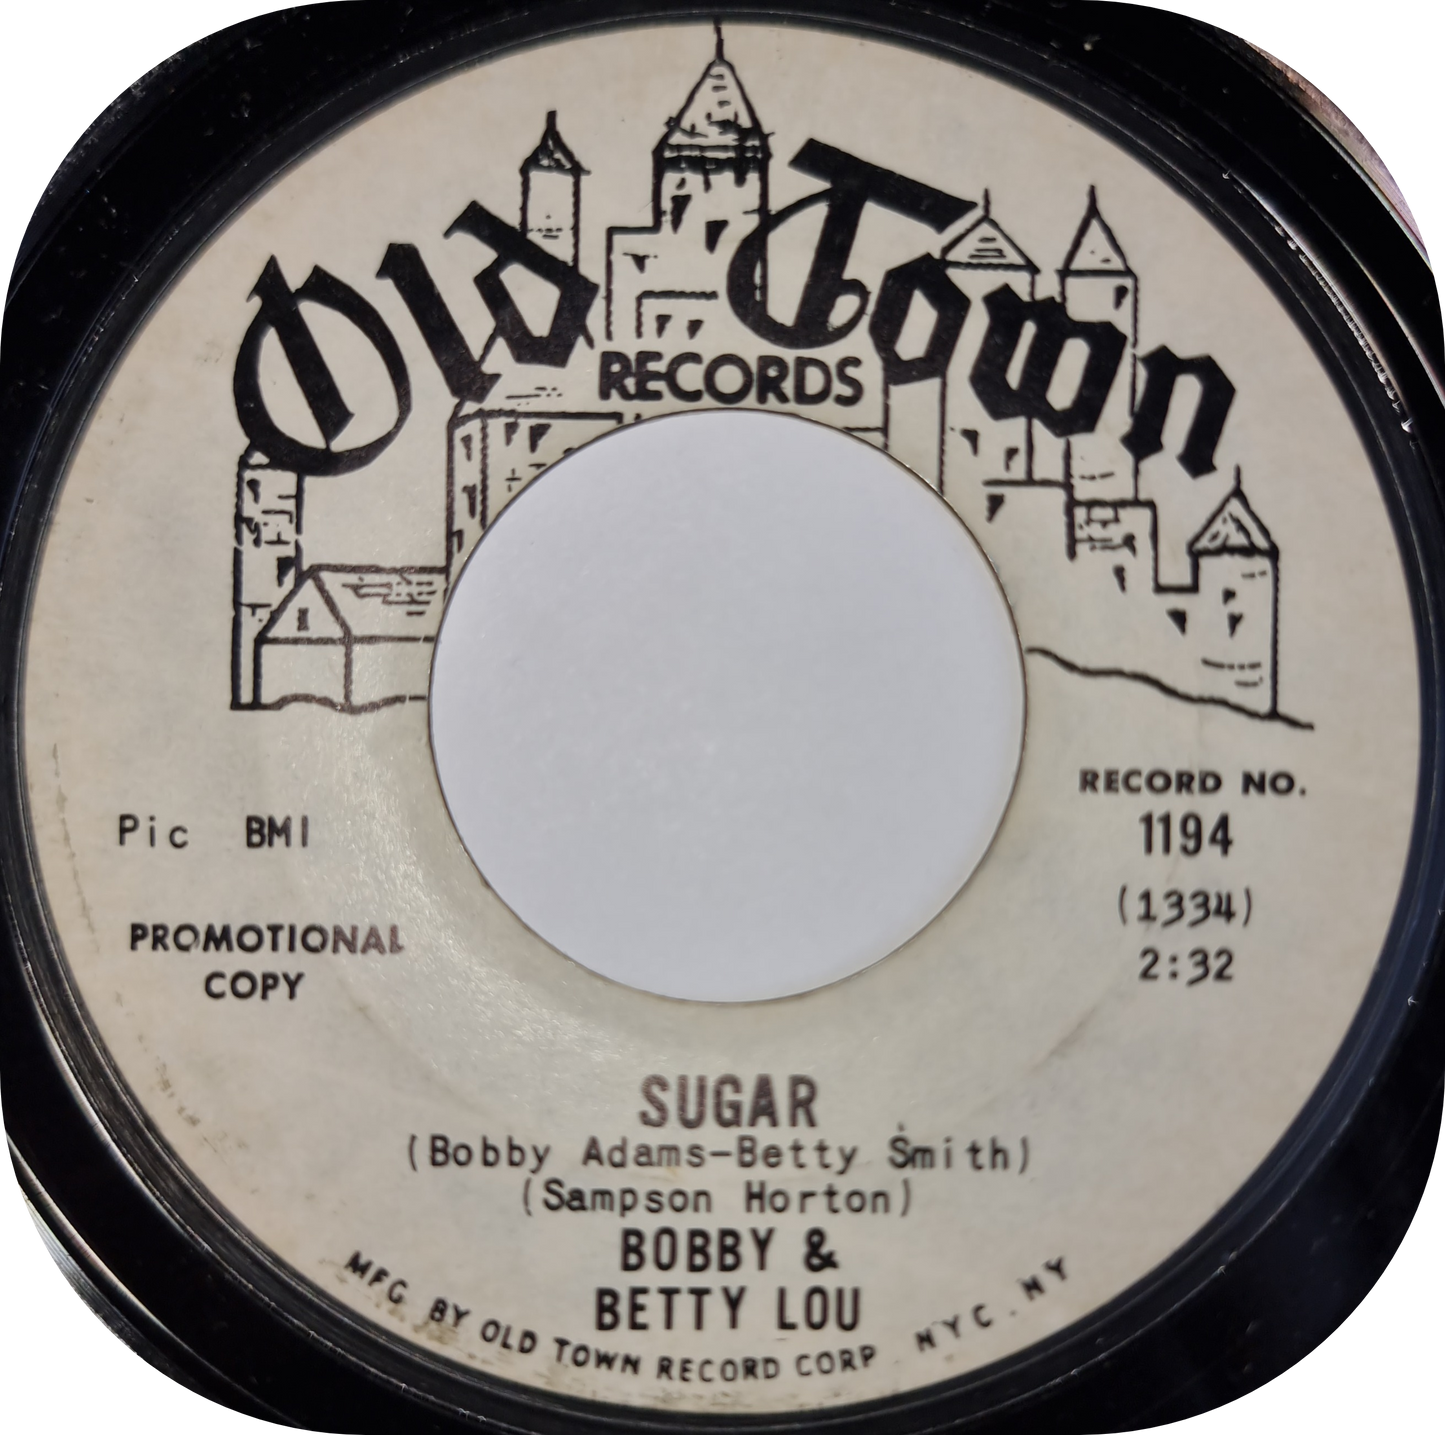 Old Town
RECORDS
Pic BMI
PROMOTIONAL
COPY
RECORD NO.
1194
(1334)
2:32
SUGAR
(Bobby Adams-Betty Smith)
(Sampson Horton)
BOBBY &
BETTY LOU
MFG. BY OLD TOWN RECORD CORP NYC. NY